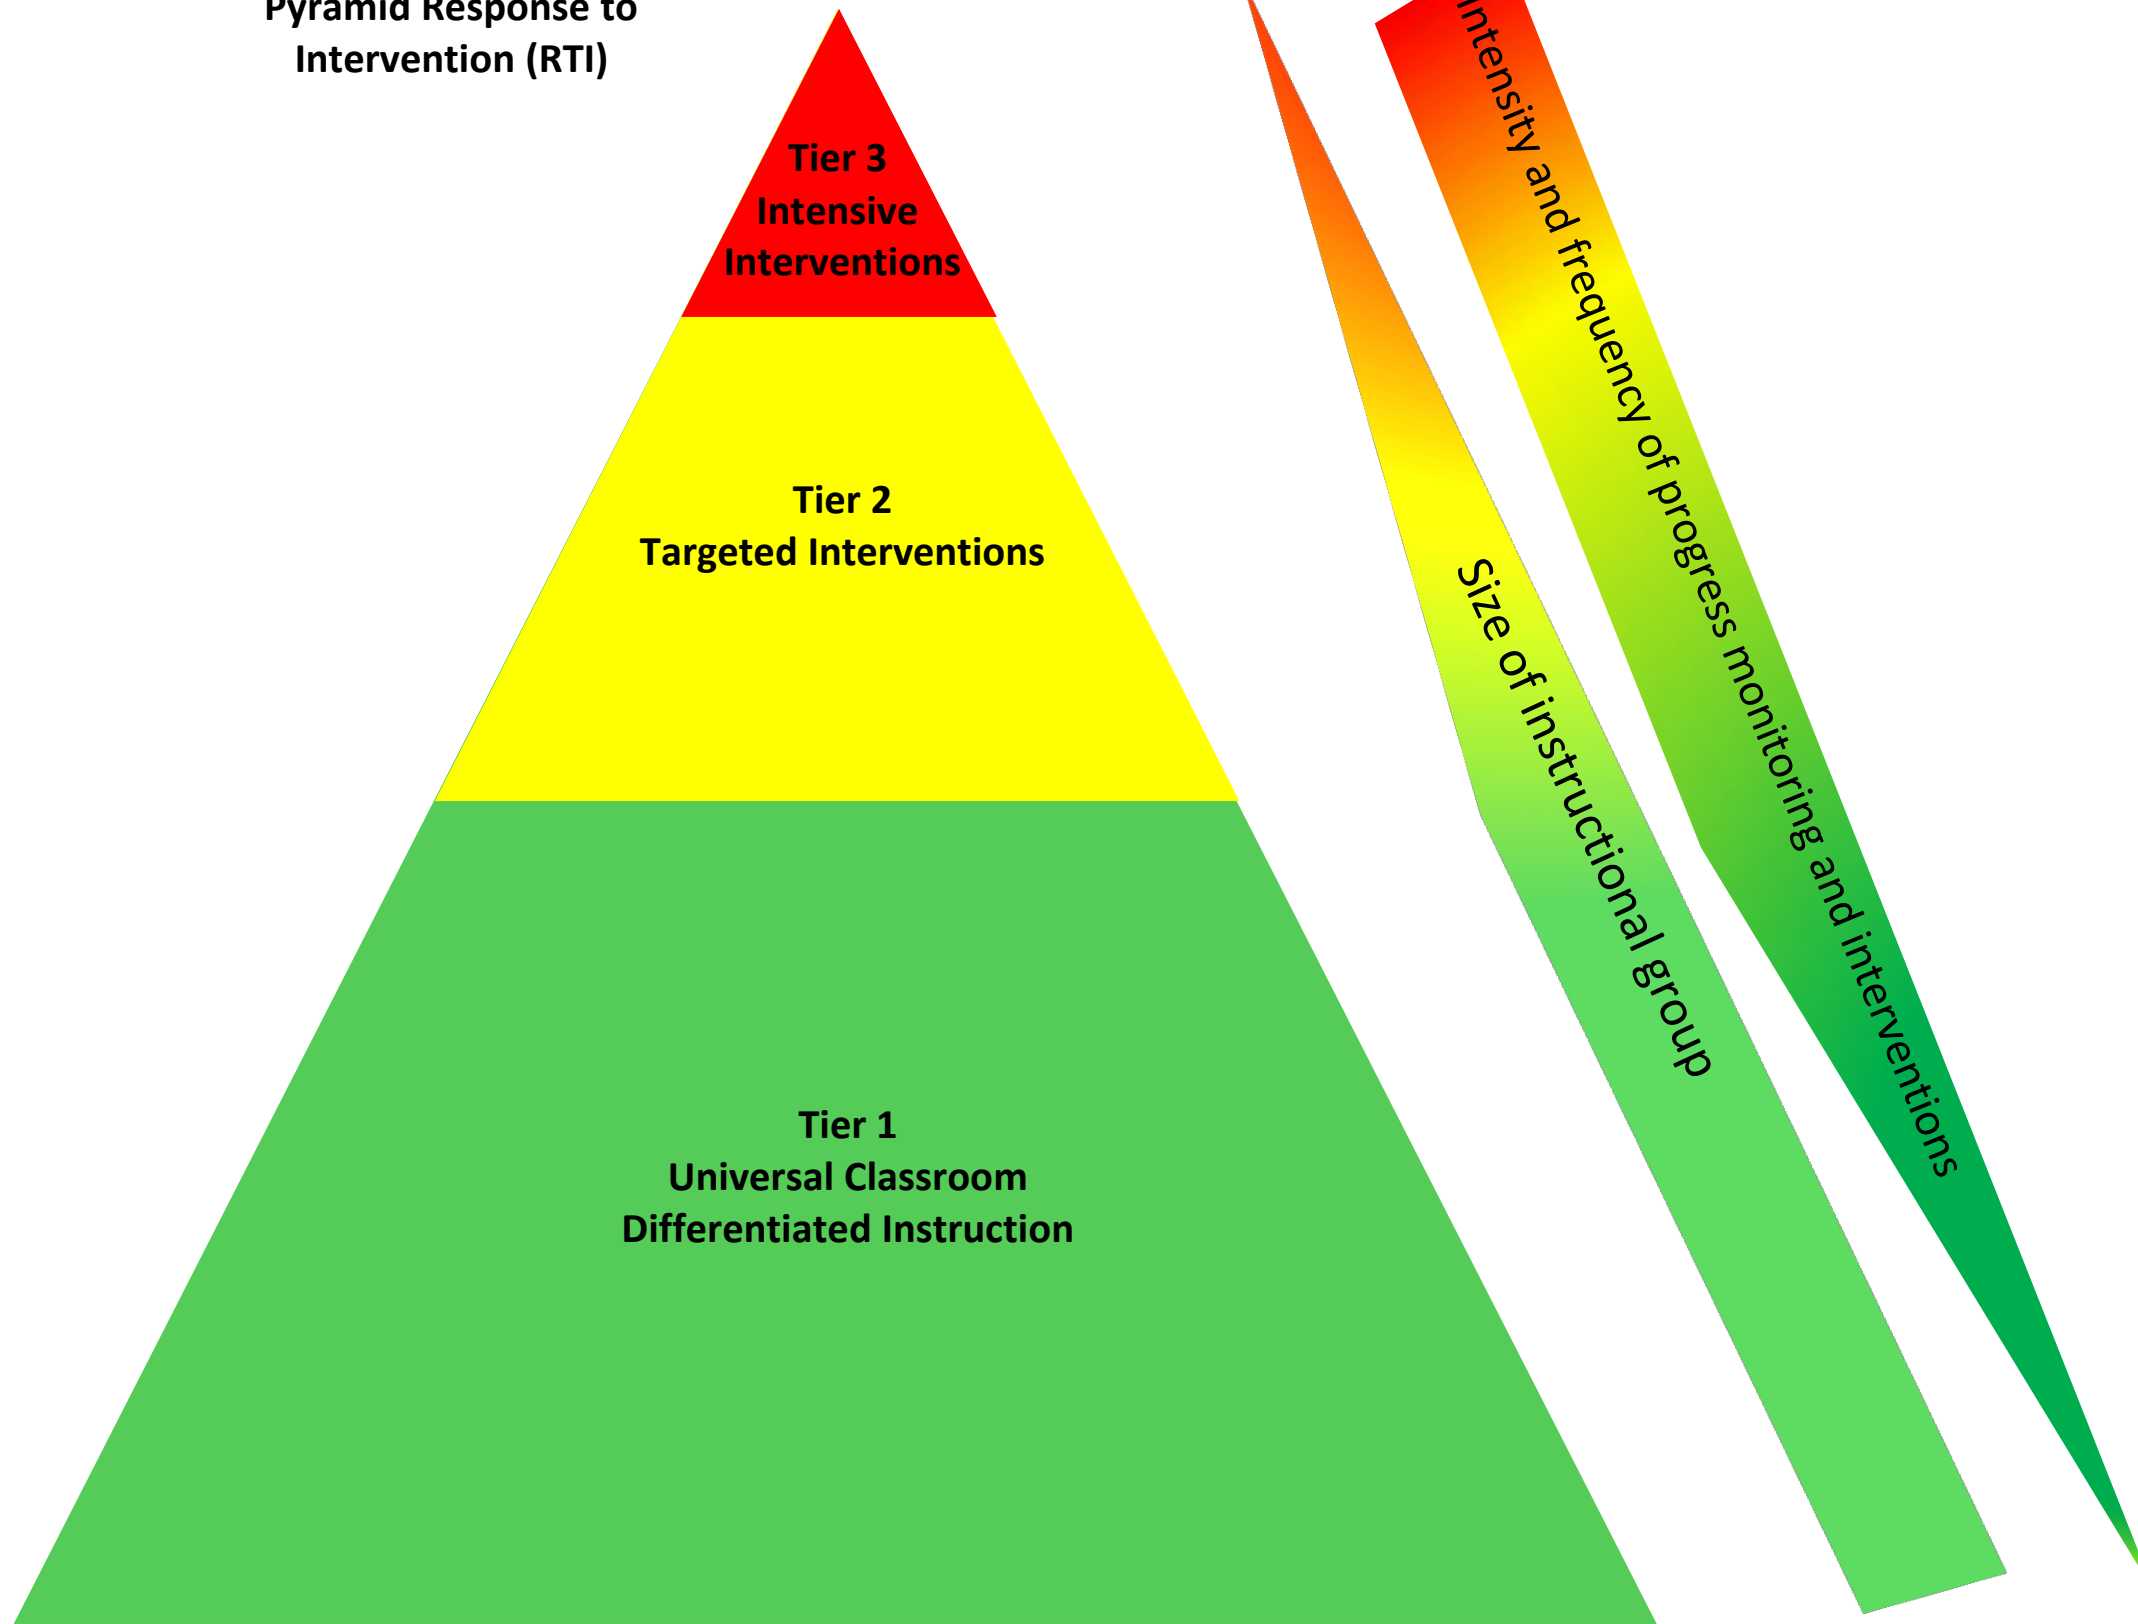 Pyramid Response to
Intervention (RTI)
Tier 3
Intensive
Interventions
Tier 2
Targeted Interventions
Tier 1
Universal Classroom
Differentiated Instruction
Size of instructional group
Intensity and frequency of progress monitoring and interventions